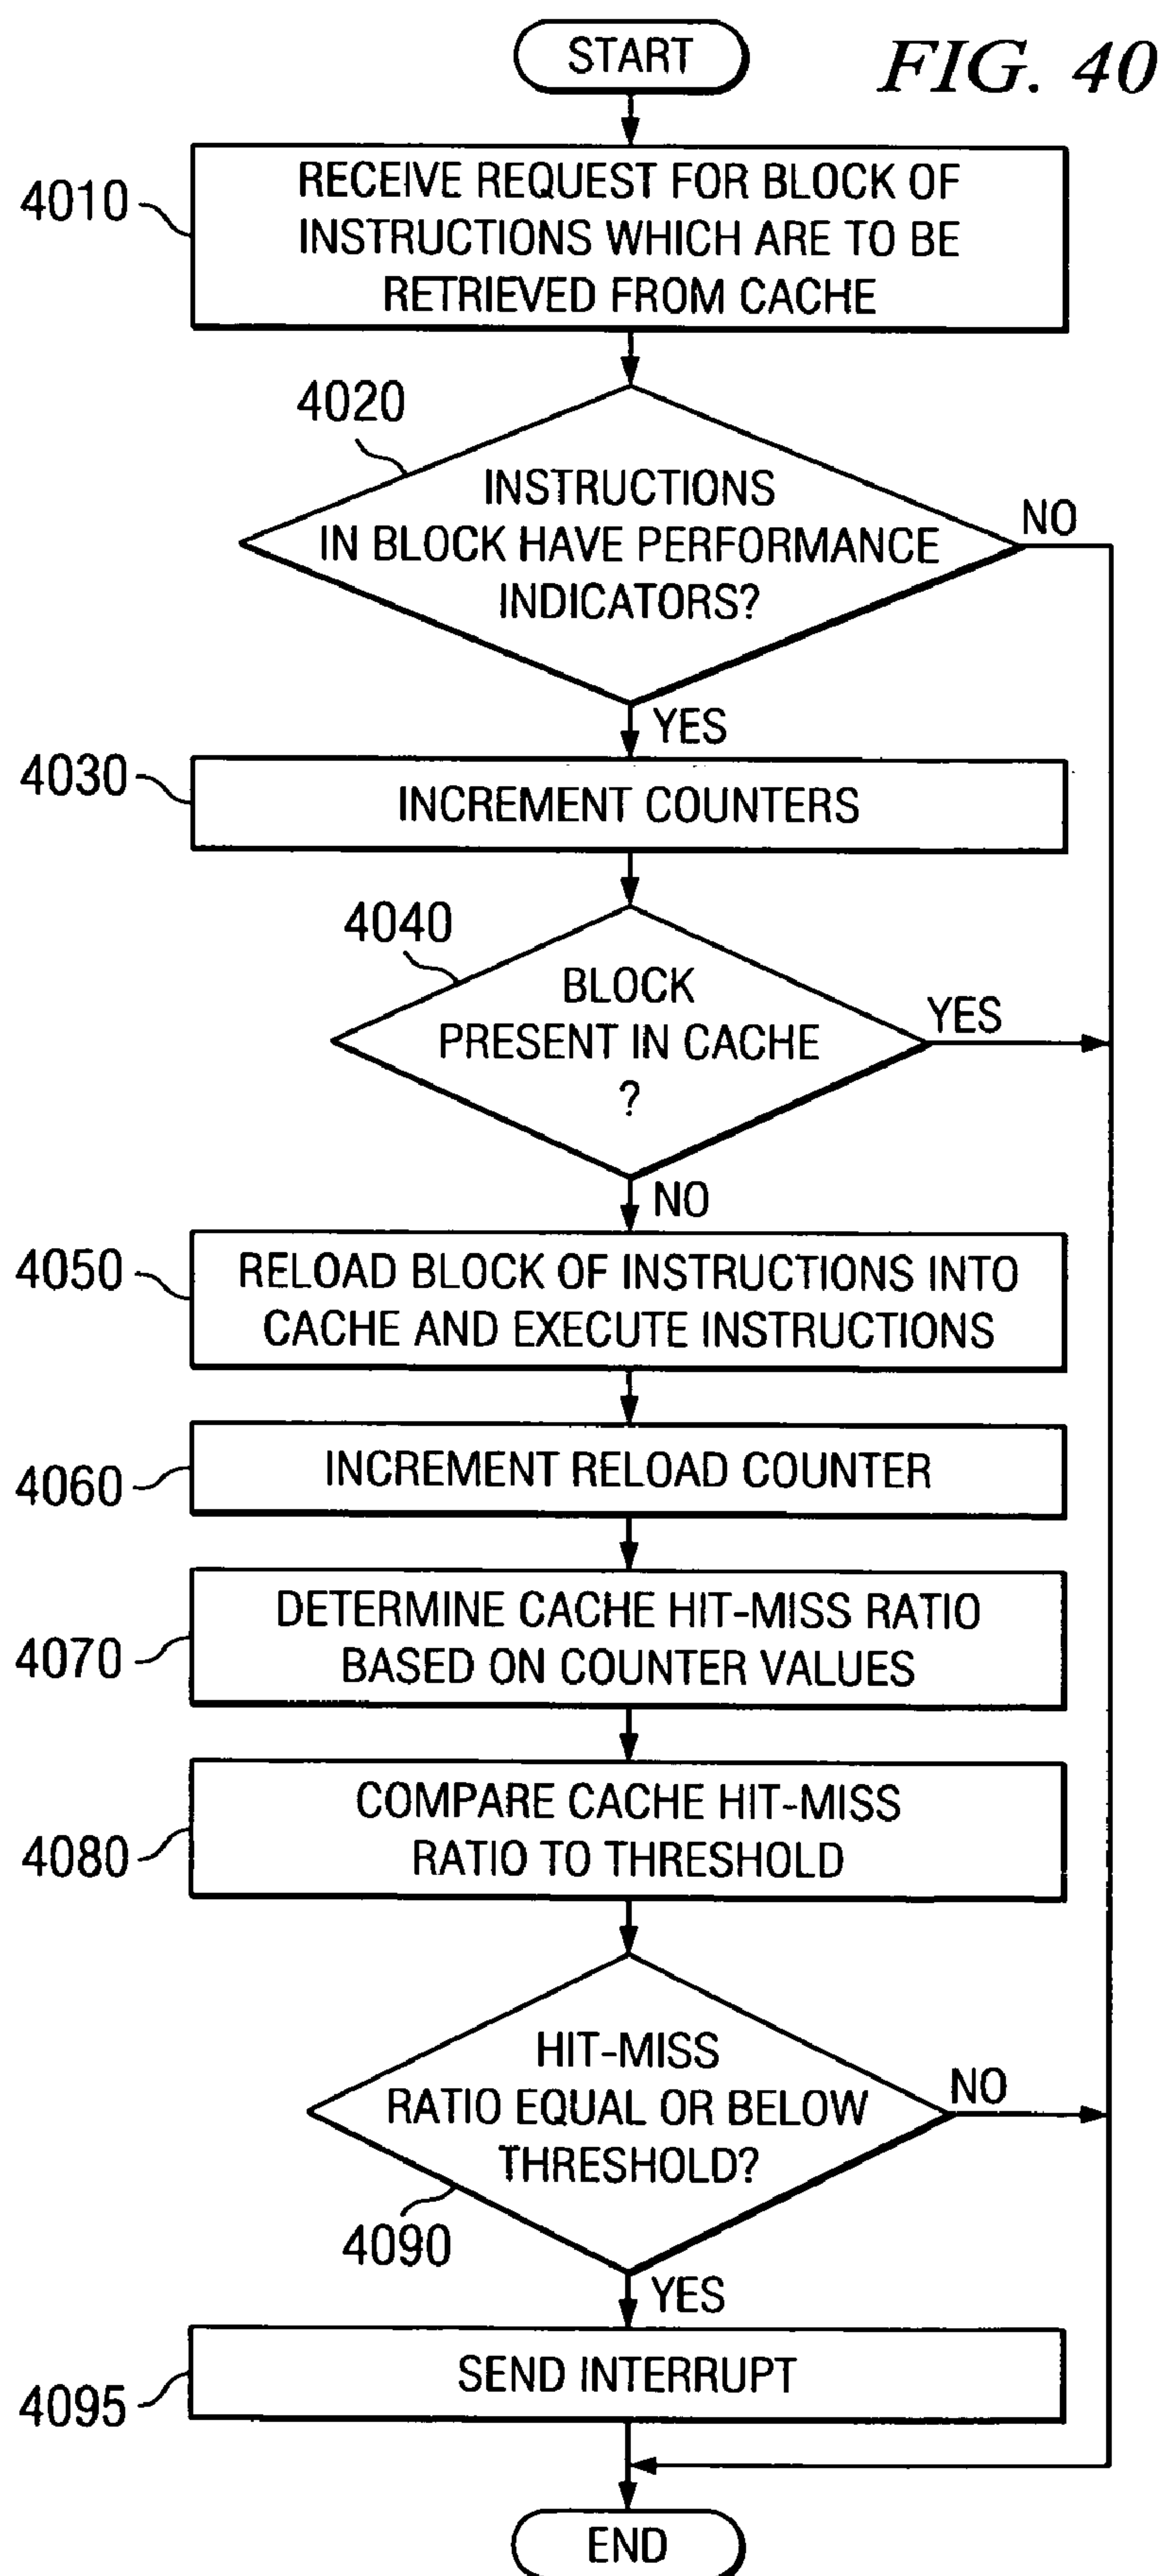 START
FIG. 40
4010
RECEIVE REQUEST FOR BLOCK OF
INSTRUCTIONS WHICH ARE TO BE
RETRIEVED FROM CACHE
4020
INSTRUCTIONS
IN BLOCK HAVE PERFORMANCE
INDICATORS?
NO
YES
4030
INCREMENT COUNTERS
4040
BLOCK
PRESENT IN CACHE
?
YES
NO
4050
RELOAD BLOCK OF INSTRUCTIONS INTO
CACHE AND EXECUTE INSTRUCTIONS
4060
INCREMENT RELOAD COUNTER
4070
DETERMINE CACHE HIT-MISS RATIO
BASED ON COUNTER VALUES
4080
COMPARE CACHE HIT-MISS
RATIO TO THRESHOLD
HIT-MISS
RATIO EQUAL OR BELOW
THRESHOLD?
NO
4090
YES
4095
SEND INTERRUPT
END